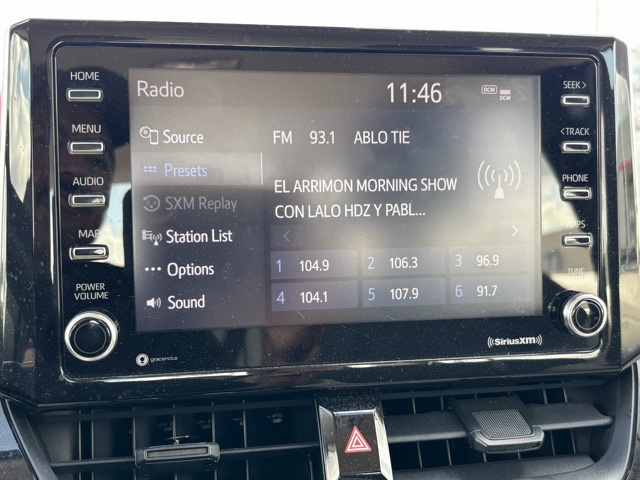 HOME
MENU
AUDIO
MAP
POWER
VOLUME
Radio
11:46
DCM
DCM
Source
Presets
SXM Replay
Station List
Options
Sound
FM 93.1 ABLO TIE
EL ARRIMON MORNING SHOW
CON LALO HDZ Y PABL...
1 104.9
2 106.3
3 96.9
4 104.1
5 107.9
6 91.7
SEEK >
< TRACK
PHONE
APPS
TUNE
gracenote
SiriusXM